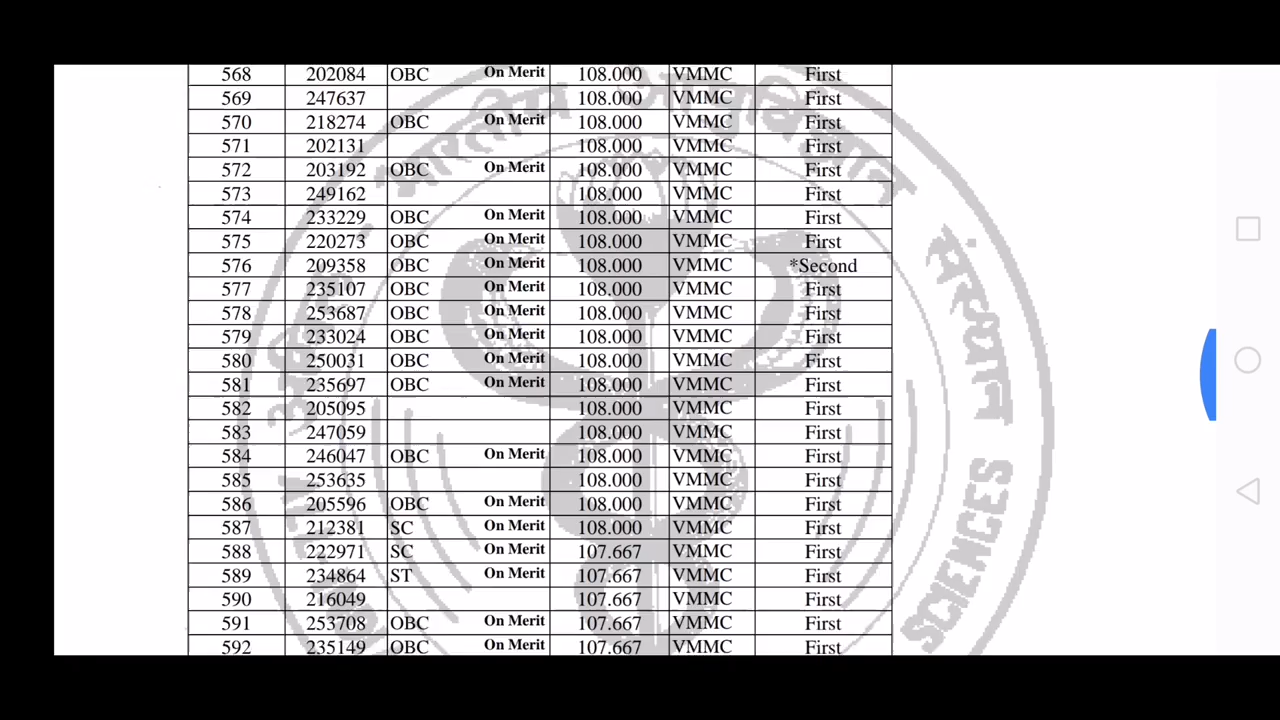 568 202084 OBC On Merit 108.000 VMMC First
569 247637 108.000 VMMC First
570 218274 OBC On Merit 108.000 VMMC First
571 202131 108.000 VMMC First
572 203192 OBC On Merit 108.000 VMMC First
573 249162 108.000 VMMC First
574 233229 OBC On Merit 108.000 VMMC First
575 220273 OBC On Merit 108.000 VMMC First
576 209358 OBC On Merit 108.000 VMMC *Second
577 235107 OBC On Merit 108.000 VMMC First
578 253687 OBC On Merit 108.000 VMMC First
579 233024 OBC On Merit 108.000 VMMC First
580 250031 OBC On Merit 108.000 VMMC First
581 235697 OBC On Merit 108.000 VMMC First
582 205095 108.000 VMMC First
583 247059 108.000 VMMC First
584 246047 OBC On Merit 108.000 VMMC First
585 253635 108.000 VMMC First
586 205596 OBC On Merit 108.000 VMMC First
587 212381 SC On Merit 108.000 VMMC First
588 222971 SC On Merit 107.667 VMMC First
589 234864 ST On Merit 107.667 VMMC First
590 216049 107.667 VMMC First
591 253708 OBC On Merit 107.667 VMMC First
592 235149 OBC On Merit 107.667 VMMC First
भारतीय आयुर्विज्ञान संस्थान
SCIENCES